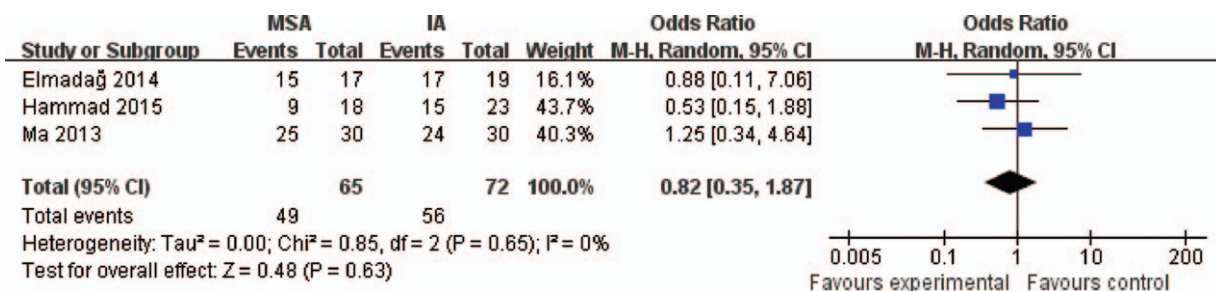 MSA IA Odds Ratio Odds Ratio
Study or Subgroup Events Total Events Total Weight M-H, Random, 95% CI M-H, Random, 95% CI
Elmadağ 2014 15 17 17 19 16.1% 0.88 [0.11, 7.06]
Hammad 2015 9 18 15 23 43.7% 0.53 [0.15, 1.88]
Ma 2013 25 30 24 30 40.3% 1.25 [0.34, 4.64]
Total (95% CI) 65 72 100.0% 0.82 [0.35, 1.87]
Total events 49 56
Heterogeneity: Tau² = 0.00; Chi² = 0.85, df = 2 (P = 0.65); I² = 0%
Test for overall effect: Z = 0.48 (P = 0.63)
0.005 0.1 1 10 200
Favours experimental Favours control